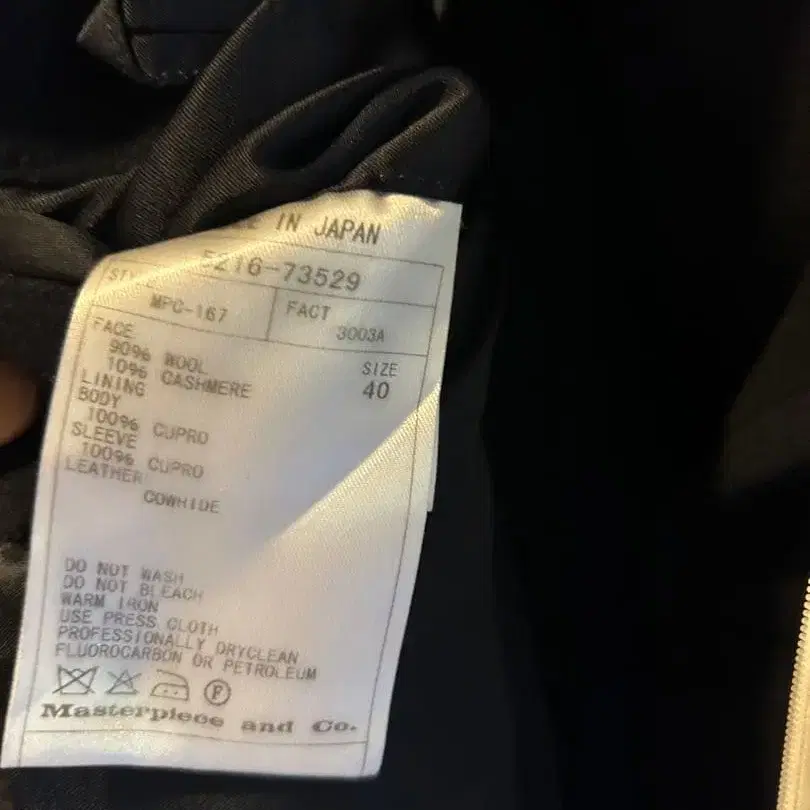 IN JAPAN
5216-73529
STYLE
MPC-167
FACT
3003A
FACE
90% WOOL
10% CASHMERE
SIZE
40
LINING
BODY
100% CUPRO
SLEEVE
100% CUPRO
LEATHER
COWHIDE
DO NOT WASH
DO NOT BLEACH
WARM IRON
USE PRESS CLOTH
PROFESSIONALLY DRYCLEAN
FLUOROCARBON OR PETROLEUM
F
Masterpiece and Co.